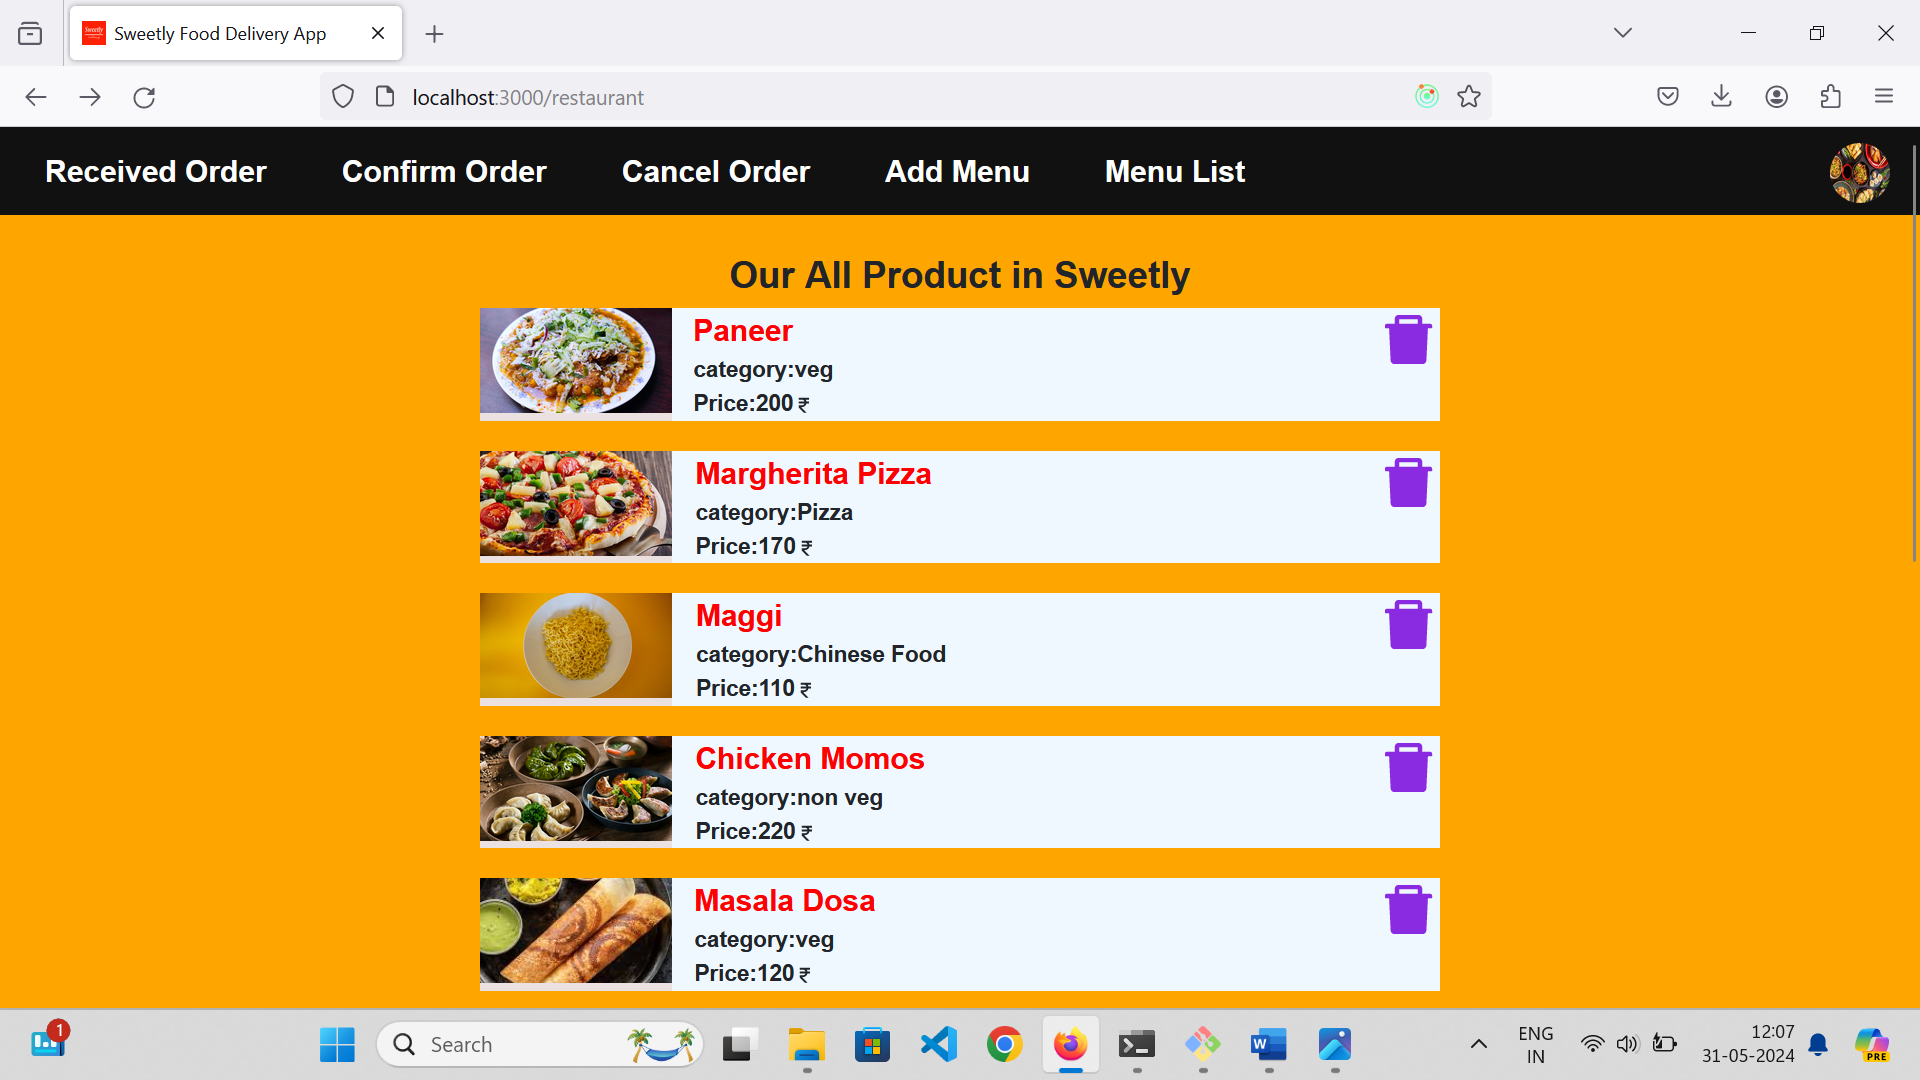 Sweetly Food Delivery App
localhost:3000/restaurant
Received Order
Confirm Order
Cancel Order
Add Menu
Menu List
Our All Product in Sweetly
Paneer
category:veg
Price:200 ₹
Margherita Pizza
category:Pizza
Price:170 ₹
Maggi
category:Chinese Food
Price:110 ₹
Chicken Momos
category:non veg
Price:220 ₹
Masala Dosa
category:veg
Price:120 ₹
1
Search
W
ENG
IN
12:07
31-05-2024
PRE